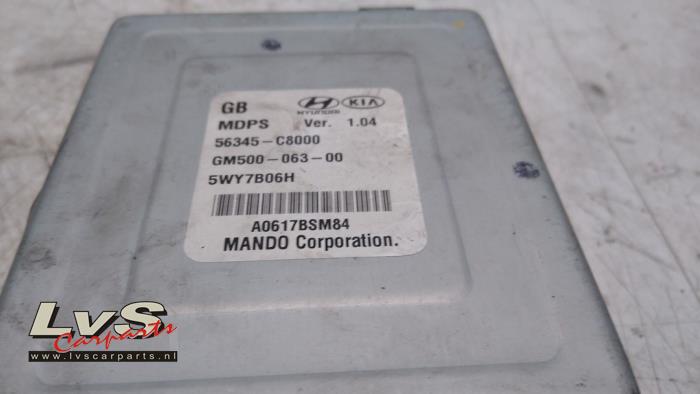 GB HYUNDAI KIA
MDPS Ver. 1.04
56345-C8000
GM500-063-00
5WY7B06H
A0617BSM84
MANDO Corporation.
LvS
Carparts
www.lvscarparts.nl